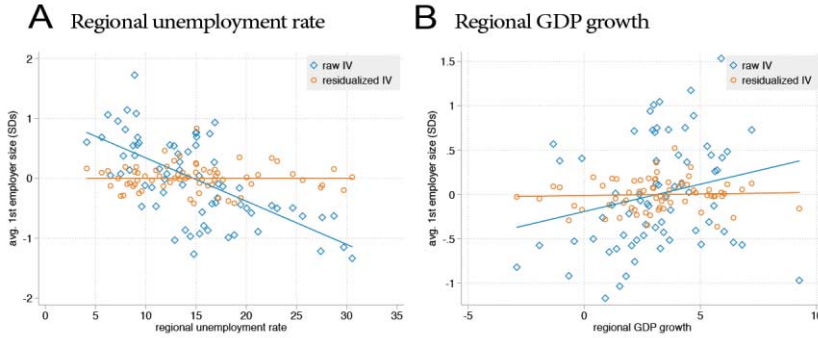 A Regional unemployment rate
B Regional GDP growth
2
1
0
-1
-2
avg. 1st employer size (SDs)
raw IV
residualized IV
5
10
15
20
25
30
35
regional unemployment rate
1.5
1
.5
0
-.5
-1
avg. 1st employer size (SDs)
raw IV
residualized IV
-5
0
5
10
regional GDP growth